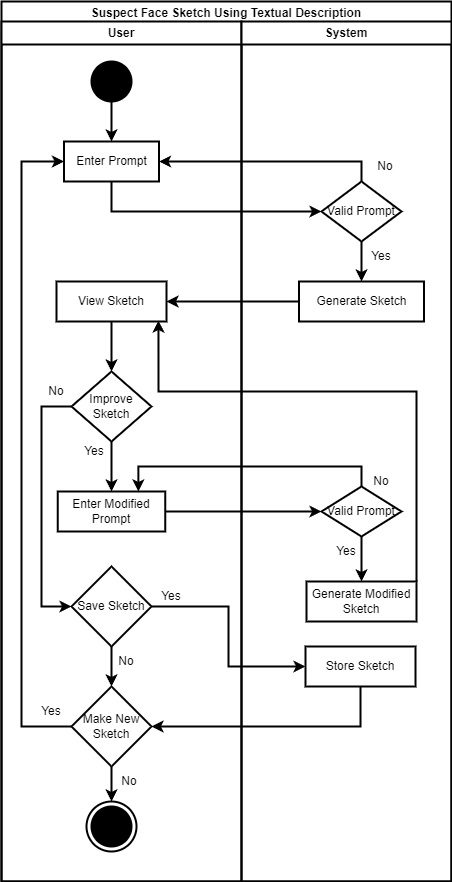 Suspect Face Sketch Using Textual Description
User
System
Enter Prompt
No
Valid Prompt
Yes
View Sketch
Generate Sketch
No
Improve
Sketch
Yes
No
Enter Modified
Prompt
Valid Prompt
Yes
Generate Modified
Sketch
Save Sketch
Yes
No
Store Sketch
Yes
Make New
Sketch
No